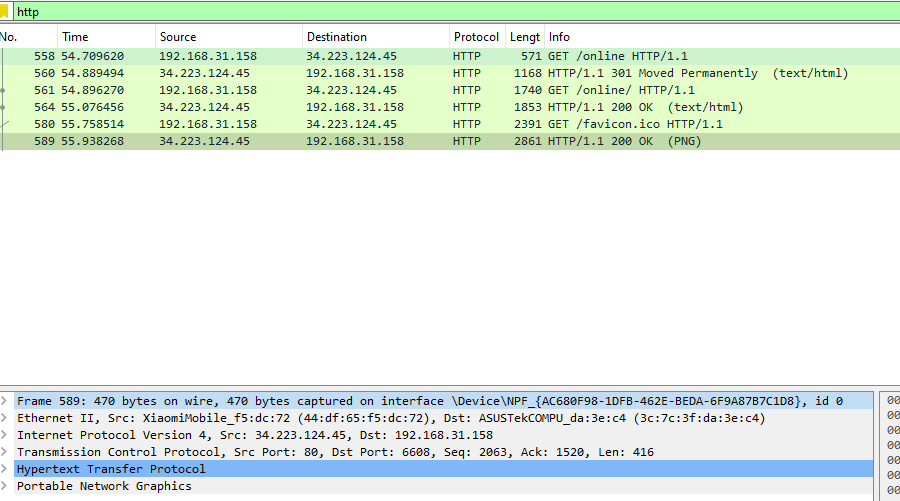 http
No. Time Source Destination Protocol Lengt Info
558 54.709620 192.168.31.158 34.223.124.45 HTTP 571 GET /online HTTP/1.1
560 54.889494 34.223.124.45 192.168.31.158 HTTP 1168 HTTP/1.1 301 Moved Permanently (text/html)
561 54.896270 192.168.31.158 34.223.124.45 HTTP 1740 GET /online/ HTTP/1.1
564 55.076456 34.223.124.45 192.168.31.158 HTTP 1853 HTTP/1.1 200 OK (text/html)
580 55.758514 192.168.31.158 34.223.124.45 HTTP 2391 GET /favicon.ico HTTP/1.1
589 55.938268 34.223.124.45 192.168.31.158 HTTP 2861 HTTP/1.1 200 OK (PNG)
Frame 589: 470 bytes on wire, 470 bytes captured on interface \Device\NPF_{AC680F98-1DFB-462E-BEDA-6F9A87B7C1D8}, id 0
Ethernet II, Src: XiaomiMobile_f5:dc:72 (44:df:65:f5:dc:72), Dst: ASUSTekCOMPU_da:3e:c4 (3c:7c:3f:da:3e:c4)
Internet Protocol Version 4, Src: 34.223.124.45, Dst: 192.168.31.158
Transmission Control Protocol, Src Port: 80, Dst Port: 6608, Seq: 2063, Ack: 1520, Len: 416
Hypertext Transfer Protocol
Portable Network Graphics